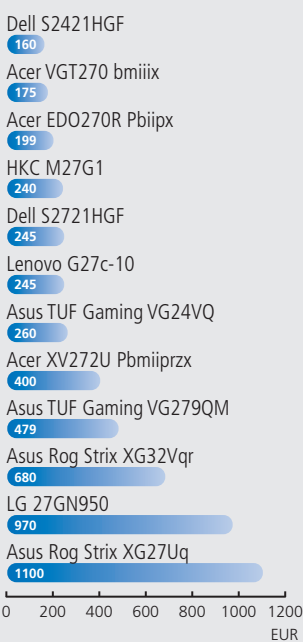 Dell S2421HGF
160
Acer VGT270 bmiiix
175
Acer EDO270R Pbiipx
199
HKC M27G1
240
Dell S2721HGF
245
Lenovo G27c-10
245
Asus TUF Gaming VG24VQ
260
Acer XV272U Pbmiiprzx
400
Asus TUF Gaming VG279QM
479
Asus Rog Strix XG32Vqr
680
LG 27GN950
970
Asus Rog Strix XG27Uq
1100
0 200 400 600 800 1000 1200
EUR